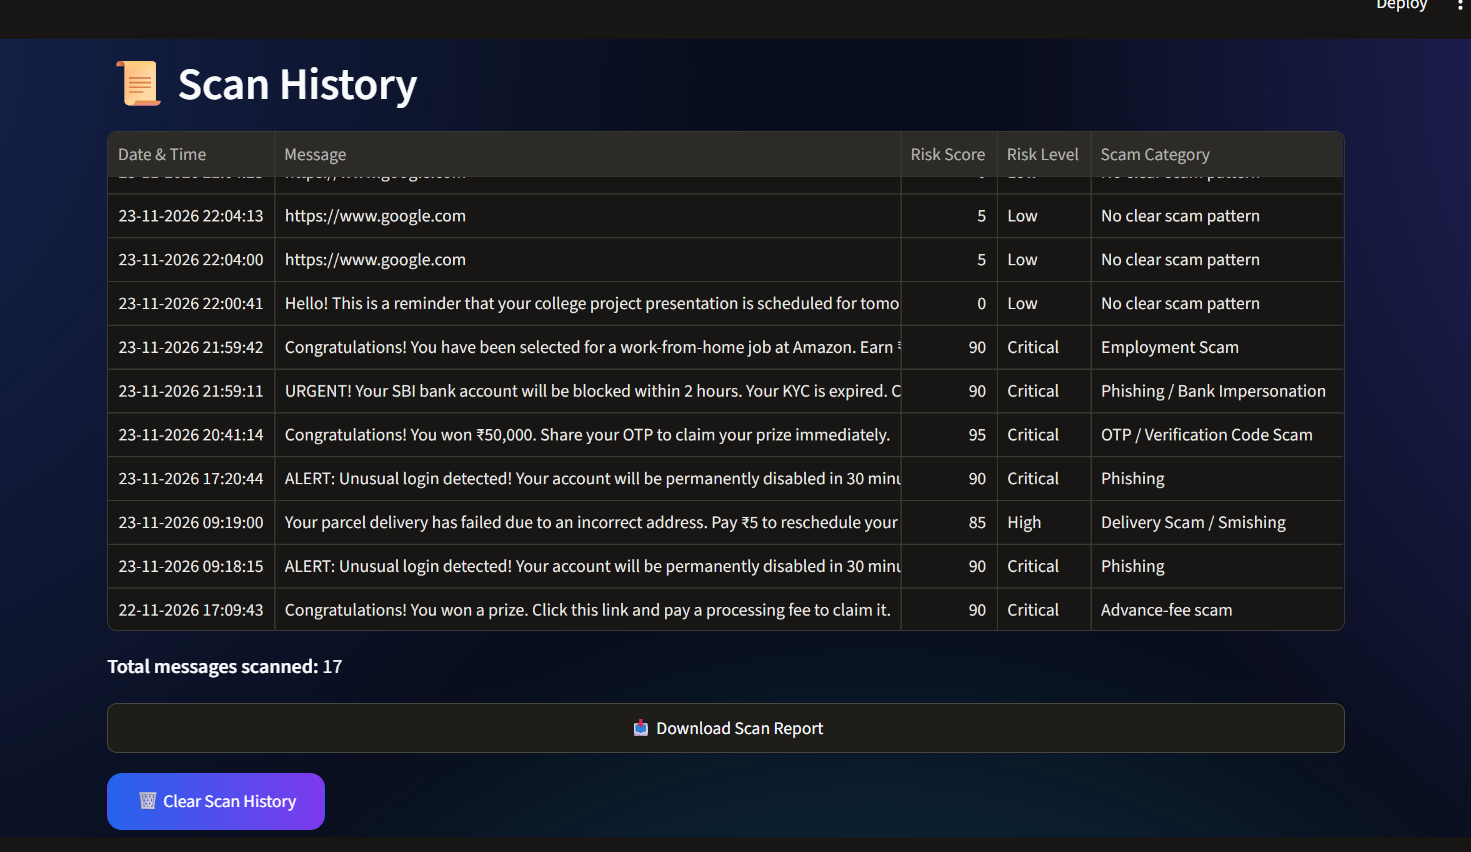 Deploy
Scan History
Date & Time Message Risk Score Risk Level Scam Category
23-11-2026 22:04:13 https://www.google.com 5 Low No clear scam pattern
23-11-2026 22:04:00 https://www.google.com 5 Low No clear scam pattern
23-11-2026 22:00:41 Hello! This is a reminder that your college project presentation is scheduled for tomo 0 Low No clear scam pattern
23-11-2026 21:59:42 Congratulations! You have been selected for a work-from-home job at Amazon. Earn 90 Critical Employment Scam
23-11-2026 21:59:11 URGENT! Your SBI bank account will be blocked within 2 hours. Your KYC is expired. C 90 Critical Phishing / Bank Impersonation
23-11-2026 20:41:14 Congratulations! You won ₹50,000. Share your OTP to claim your prize immediately. 95 Critical OTP / Verification Code Scam
23-11-2026 17:20:44 ALERT: Unusual login detected! Your account will be permanently disabled in 30 minu 90 Critical Phishing
23-11-2026 09:19:00 Your parcel delivery has failed due to an incorrect address. Pay ₹5 to reschedule your 85 High Delivery Scam / Smishing
23-11-2026 09:18:15 ALERT: Unusual login detected! Your account will be permanently disabled in 30 minu 90 Critical Phishing
22-11-2026 17:09:43 Congratulations! You won a prize. Click this link and pay a processing fee to claim it. 90 Critical Advance-fee scam
Total messages scanned: 17
Download Scan Report
Clear Scan History